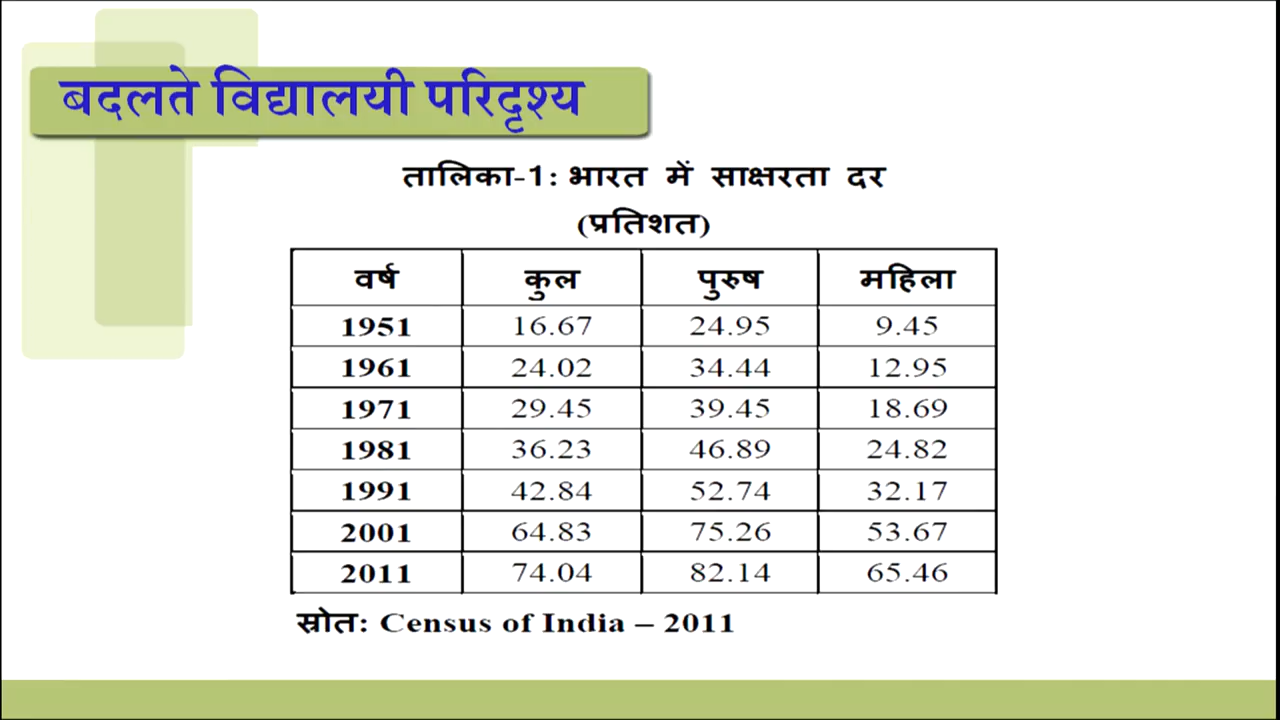 बदलते विद्यालयी परिदृश्य
तालिका-1: भारत में साक्षरता दर
(प्रतिशत)
वर्ष कुल पुरुष महिला
1951 16.67 24.95 9.45
1961 24.02 34.44 12.95
1971 29.45 39.45 18.69
1981 36.23 46.89 24.82
1991 42.84 52.74 32.17
2001 64.83 75.26 53.67
2011 74.04 82.14 65.46
स्रोत: Census of India – 2011